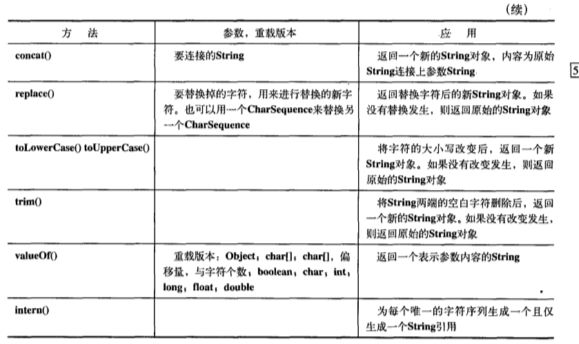 （续）
方 法 参数，重载版本 应 用
concat() 要连接的String 返回一个新的String对象，内容为原始
String连接上参数String
5
replace() 要替换掉的字符，用来进行替换的新字 返回替换字符后的新String对象。如果
符。也可以用一个CharSequence来替换另 没有替换发生，则返回原始的String对象
一个CharSequence
toLowerCase() toUpperCase() 将字符的大小写改变后，返回一个新
String对象。如果没有改变发生，则返回
原始的String对象
trim() 将String两端的空白字符删除后，返回
一个新的String对象。如果没有改变发生，
则返回原始的String对象
valueOf() 重载版本：Object；char[]；char[]，偏 返回一个表示参数内容的String
移量，与字符个数；boolean；char；int；
long；float；double
intern() 为每个唯一的字符序列生成一个且仅
生成一个String引用